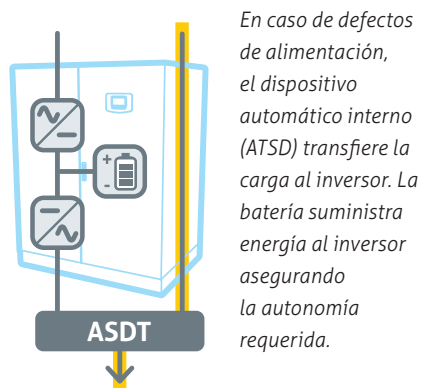 En caso de defectos
de alimentación,
el dispositivo
automático interno
(ATSD) transfiere la
carga al inversor. La
batería suministra
energía al inversor
asegurando
la autonomía
requerida.
+
-
ASDT